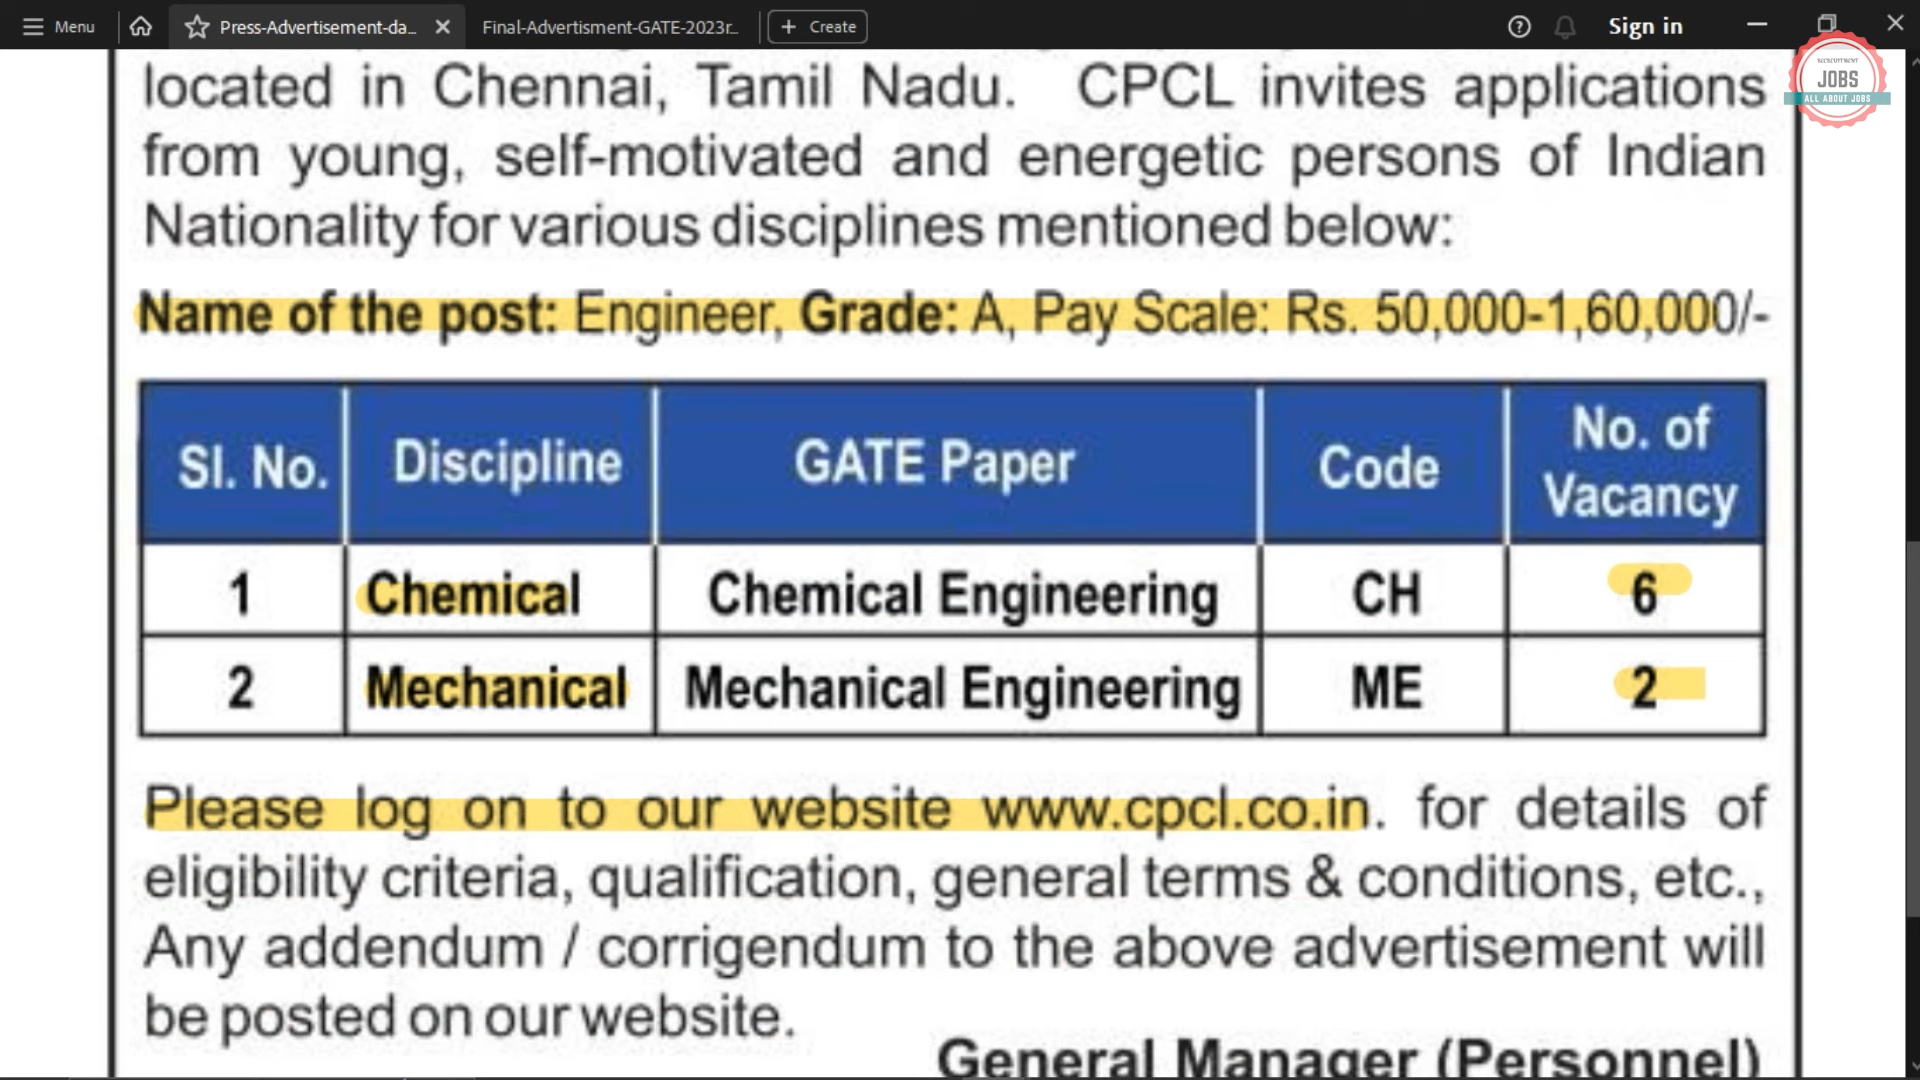 Menu
Press-Advertisement-da...
Final-Advertisment-GATE-2023r...
Create
Sign in
RECRUITMENT
JOBS
ALL ABOUT JOBS
located in Chennai, Tamil Nadu. CPCL invites applications
from young, self-motivated and energetic persons of Indian
Nationality for various disciplines mentioned below:
Name of the post: Engineer, Grade: A, Pay Scale: Rs. 50,000-1,60,000/-
Sl. No. Discipline GATE Paper Code No. of Vacancy
1 Chemical Chemical Engineering CH 6
2 Mechanical Mechanical Engineering ME 2
Please log on to our website www.cpcl.co.in. for details of
eligibility criteria, qualification, general terms & conditions, etc.,
Any addendum / corrigendum to the above advertisement will
be posted on our website.
General Manager (Personnel)